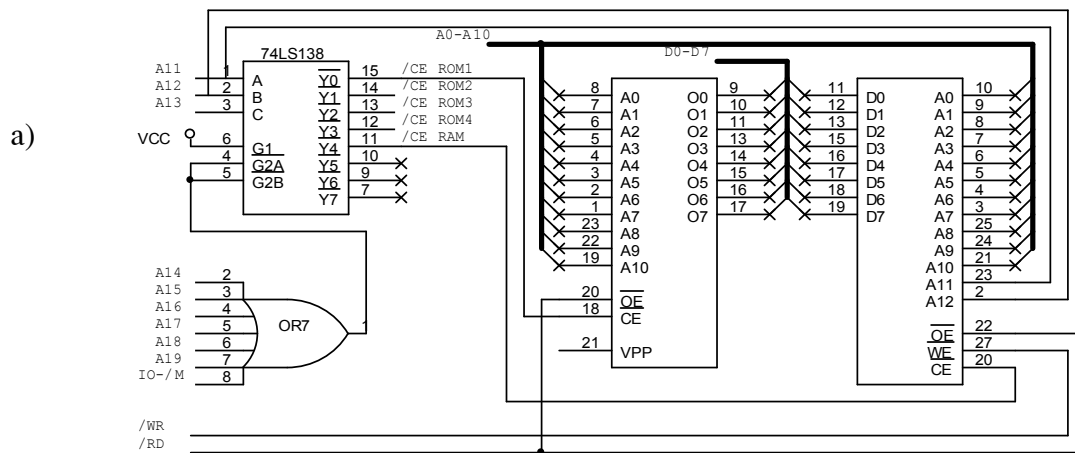 a)
A0-A10
D0-D7
74LS138
A11 1 A Y0 15 /CE ROM1
A12 2 B Y1 14 /CE ROM2
A13 3 C Y2 13 /CE ROM3
Y3 12 /CE ROM4
VCC 6 G1 Y4 11 /CE RAM
4 G2A Y5 10
5 G2B Y6 9
Y7 7
8 A0 O0 9
7 A1 O1 10
6 A2 O2 11
5 A3 O3 13
4 A4 O4 14
3 A5 O5 15
2 A6 O6 16
1 A7 O7 17
23 A8
22 A9
19 A10
20 OE
18 CE
21 VPP
11 D0 A0 10
12 D1 A1 9
13 D2 A2 8
15 D3 A3 7
16 D4 A4 6
17 D5 A5 5
18 D6 A6 4
19 D7 A7 3
A8 25
A9 24
A10 21
A11 23
A12 2
OE 22
WE 27
CE 20
A14 2
A15 3
A16 4
A17 5 OR7 1
A18 6
A19 7
IO-/M 8
/WR
/RD